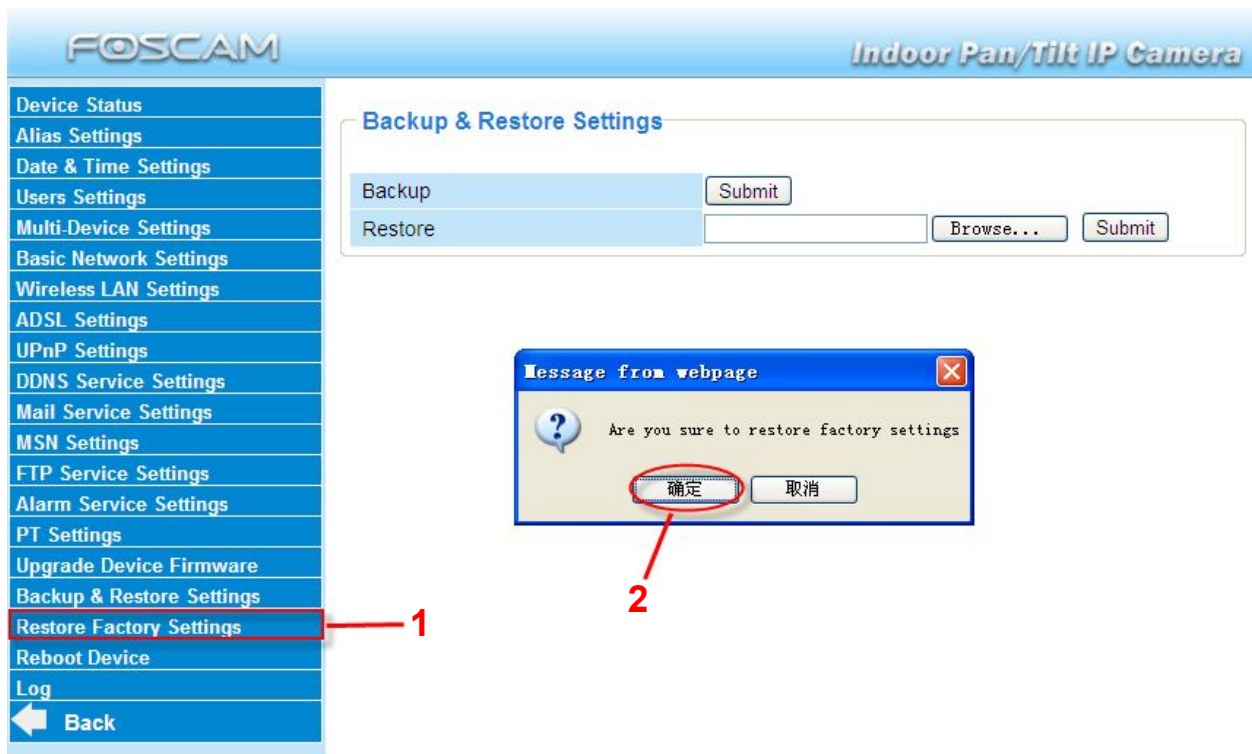 FOSCAM
Indoor Pan/Tilt IP Camera
Device Status
Alias Settings
Date & Time Settings
Users Settings
Multi-Device Settings
Basic Network Settings
Wireless LAN Settings
ADSL Settings
UPnP Settings
DDNS Service Settings
Mail Service Settings
MSN Settings
FTP Service Settings
Alarm Service Settings
PT Settings
Upgrade Device Firmware
Backup & Restore Settings
Restore Factory Settings
Reboot Device
Log
Back
Backup & Restore Settings
Backup Submit
Restore Browse... Submit
Message from webpage
Are you sure to restore factory settings
确定 取消
1
2